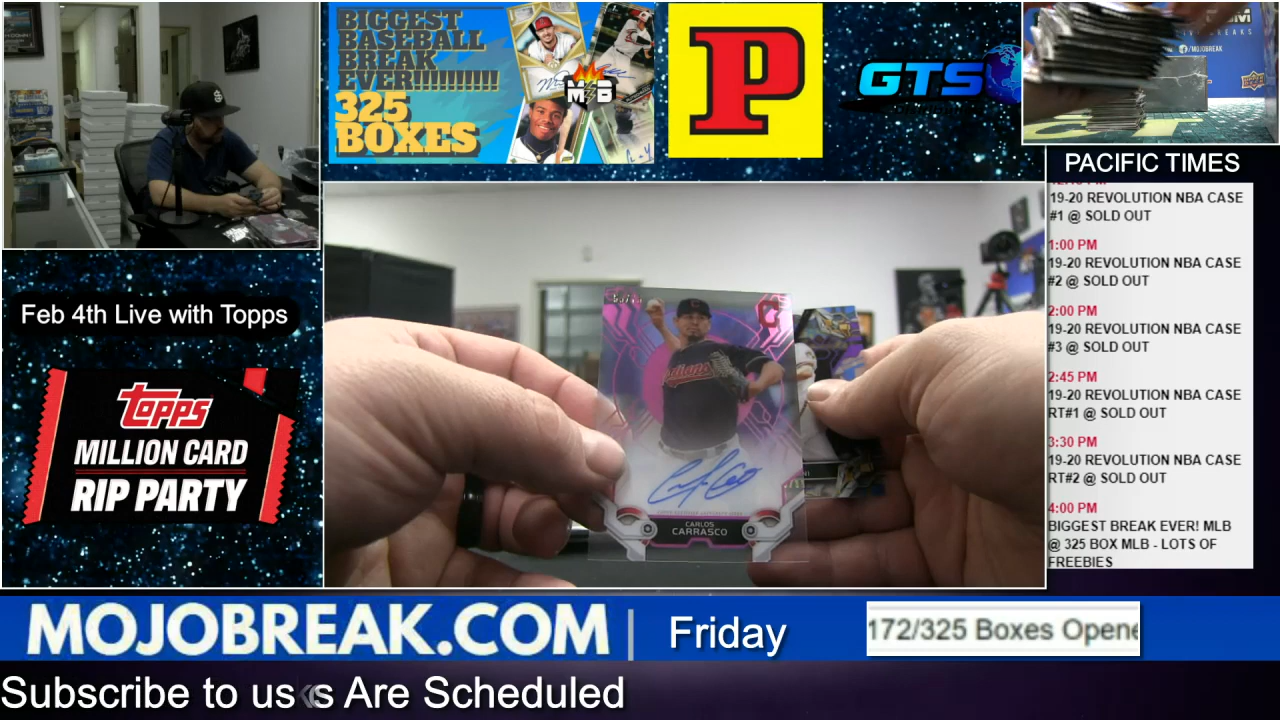 BIGGEST
BASEBALL
BREAK
EVER!!!!!!!!!!!
325
BOXES
MB
P
GTS
/MOJOBREAK
PACIFIC TIMES
19-20 REVOLUTION NBA CASE
#1 @ SOLD OUT
1:00 PM
19-20 REVOLUTION NBA CASE
#2 @ SOLD OUT
2:00 PM
19-20 REVOLUTION NBA CASE
#3 @ SOLD OUT
2:45 PM
19-20 REVOLUTION NBA CASE
RT#1 @ SOLD OUT
3:30 PM
19-20 REVOLUTION NBA CASE
RT#2 @ SOLD OUT
4:00 PM
BIGGEST BREAK EVER! MLB
@ 325 BOX MLB - LOTS OF
FREEBIES
Feb 4th Live with Topps
topps
MILLION CARD
RIP PARTY
C
Indians
CARLOS
CARRASCO
MOJOBREAK.COM
Friday
172/325 Boxes Opene
Subscribe to us s Are Scheduled